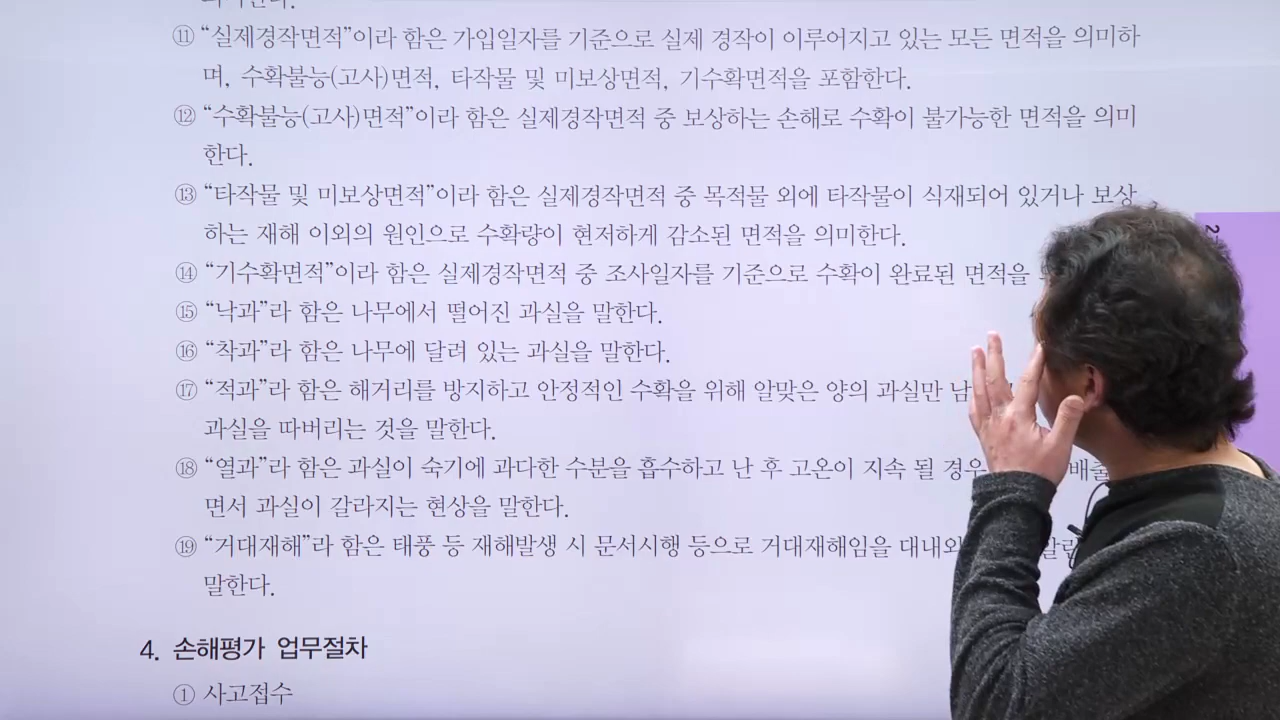 ⑪ “실제경작면적”이라 함은 가입일자를 기준으로 실제 경작이 이루어지고 있는 모든 면적을 의미하
며, 수확불능(고사)면적, 타작물 및 미보상면적, 기수확면적을 포함한다.
⑫ “수확불능(고사)면적”이라 함은 실제경작면적 중 보상하는 손해로 수확이 불가능한 면적을 의미
한다.
⑬ “타작물 및 미보상면적”이라 함은 실제경작면적 중 목적물 외에 타작물이 식재되어 있거나 보상
하는 재해 이외의 원인으로 수확량이 현저하게 감소된 면적을 의미한다.
⑭ “기수확면적”이라 함은 실제경작면적 중 조사일자를 기준으로 수확이 완료된 면적을
⑮ “낙과”라 함은 나무에서 떨어진 과실을 말한다.
⑯ “착과”라 함은 나무에 달려 있는 과실을 말한다.
⑰ “적과”라 함은 해거리를 방지하고 안정적인 수확을 위해 알맞은 양의 과실만
과실을 따버리는 것을 말한다.
⑱ “열과”라 함은 과실이 숙기에 과다한 수분을 흡수하고 난 후 고온이 지속 될 경우
면서 과실이 갈라지는 현상을 말한다.
⑲ “거대재해”라 함은 태풍 등 재해발생 시 문서시행 등으로 거대재해임을
말한다.
4. 손해평가 업무절차
① 사고접수